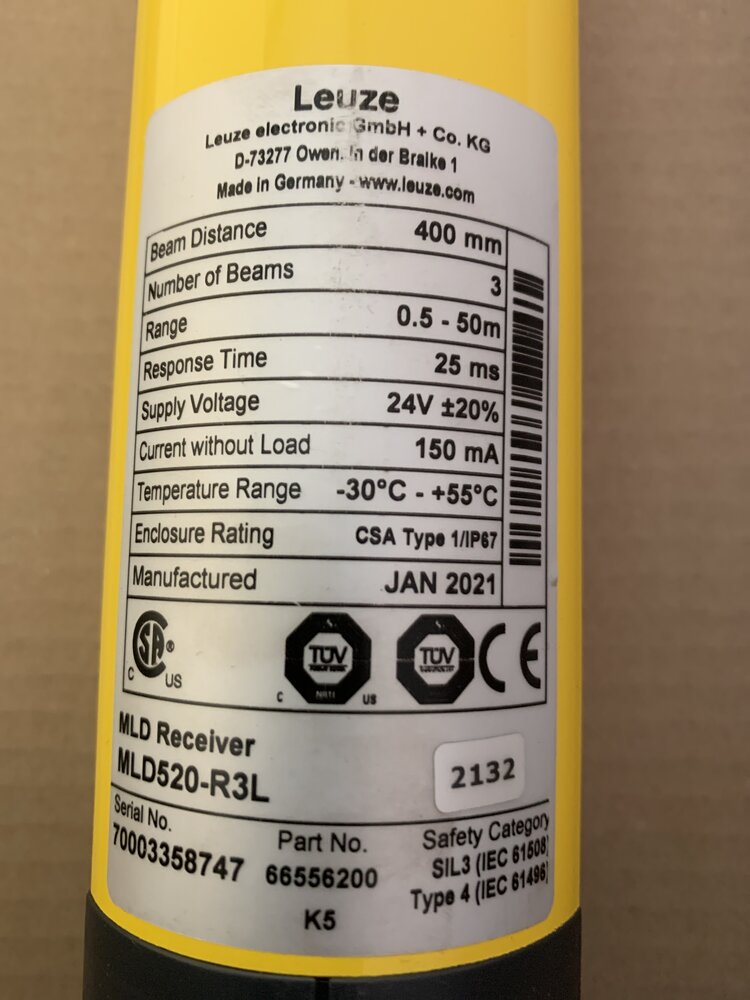 Leuze
Leuze electronic GmbH + Co. KG
D-73277 Owen. In der Braike 1
Made in Germany - www.leuze.com
Beam Distance 400 mm
Number of Beams 3
Range 0.5 - 50m
Response Time 25 ms
Supply Voltage 24V ±20%
Current without Load 150 mA
Temperature Range -30°C - +55°C
Enclosure Rating CSA Type 1/IP67
Manufactured JAN 2021
SA® C US
TÜV C NRTL US
TÜV
CE
MLD Receiver
MLD520-R3L
2132
Serial No. Part No. Safety Category
70003358747 66556200 SIL3 (IEC 61508)
K5 Type 4 (IEC 61496)